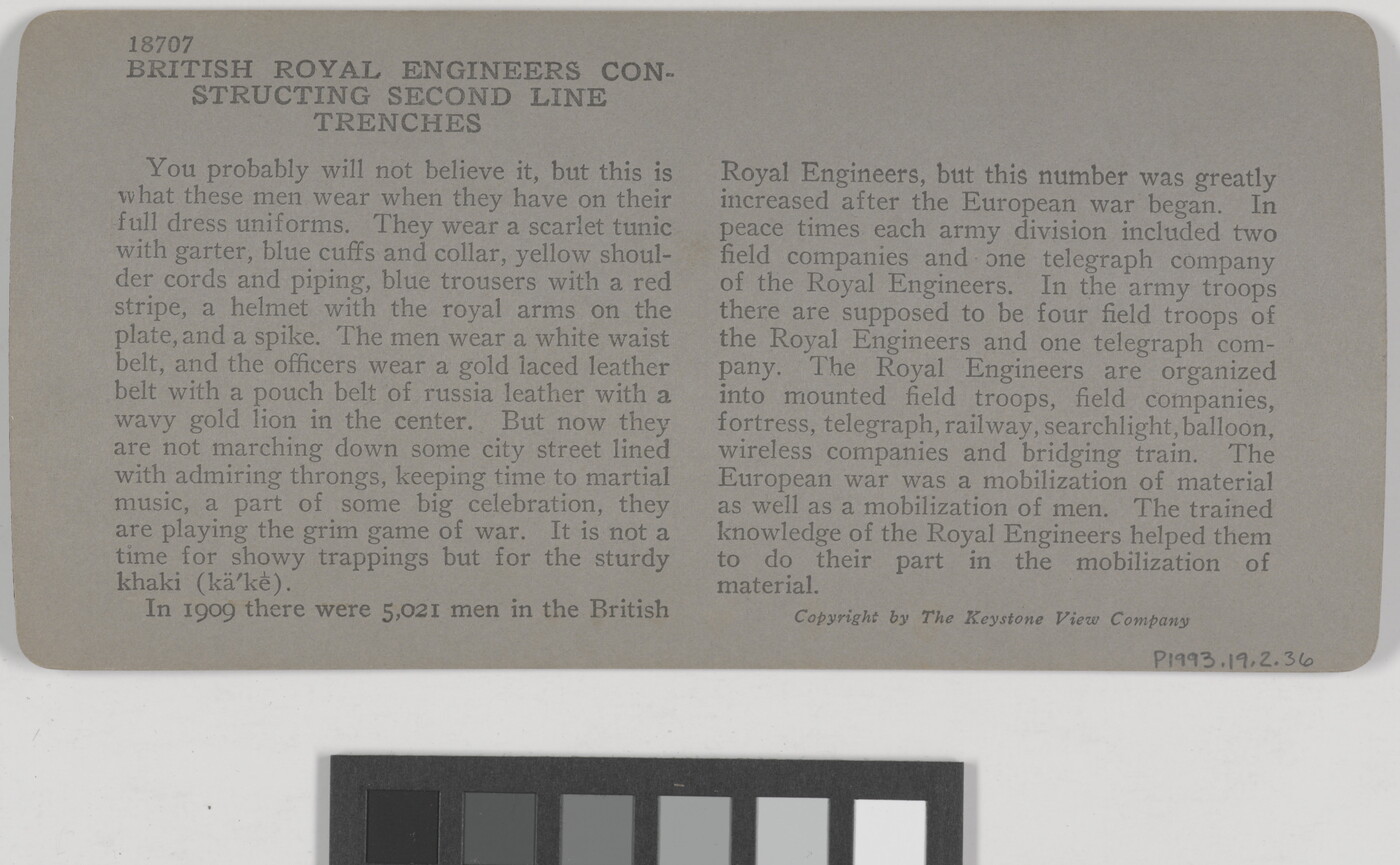 18707
BRITISH ROYAL ENGINEERS CON-
STRUCTING SECOND LINE
TRENCHES
You probably will not believe it, but this is
what these men wear when they have on their
full dress uniforms. They wear a scarlet tunic
with garter, blue cuffs and collar, yellow shoul-
der cords and piping, blue trousers with a red
stripe, a helmet with the royal arms on the
plate, and a spike. The men wear a white waist
belt, and the officers wear a gold laced leather
belt with a pouch belt of russia leather with a
wavy gold lion in the center. But now they
are not marching down some city street lined
with admiring throngs, keeping time to martial
music, a part of some big celebration, they
are playing the grim game of war. It is not a
time for showy trappings but for the sturdy
khaki (kä′kė).
In 1909 there were 5,021 men in the British
Royal Engineers, but this number was greatly
increased after the European war began. In
peace times each army division included two
field companies and one telegraph company
of the Royal Engineers. In the army troops
there are supposed to be four field troops of
the Royal Engineers and one telegraph com-
pany. The Royal Engineers are organized
into mounted field troops, field companies,
fortress, telegraph, railway, searchlight, balloon,
wireless companies and bridging train. The
European war was a mobilization of material
as well as a mobilization of men. The trained
knowledge of the Royal Engineers helped them
to do their part in the mobilization of
material.
Copyright by The Keystone View Company
P1993.19.2.36